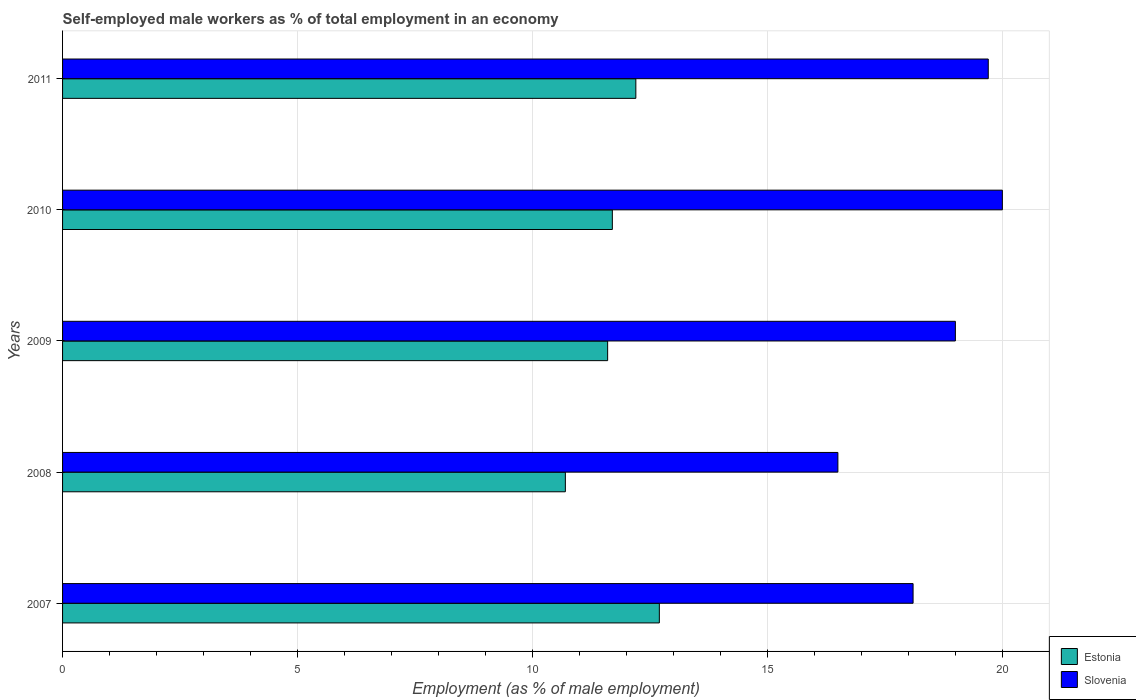 Self-employed male workers as % of total employment in an economy
2011
2010
2009
2008
2007
Years
0
5
10
15
20
Employment (as % of male employment)
Estonia
Slovenia